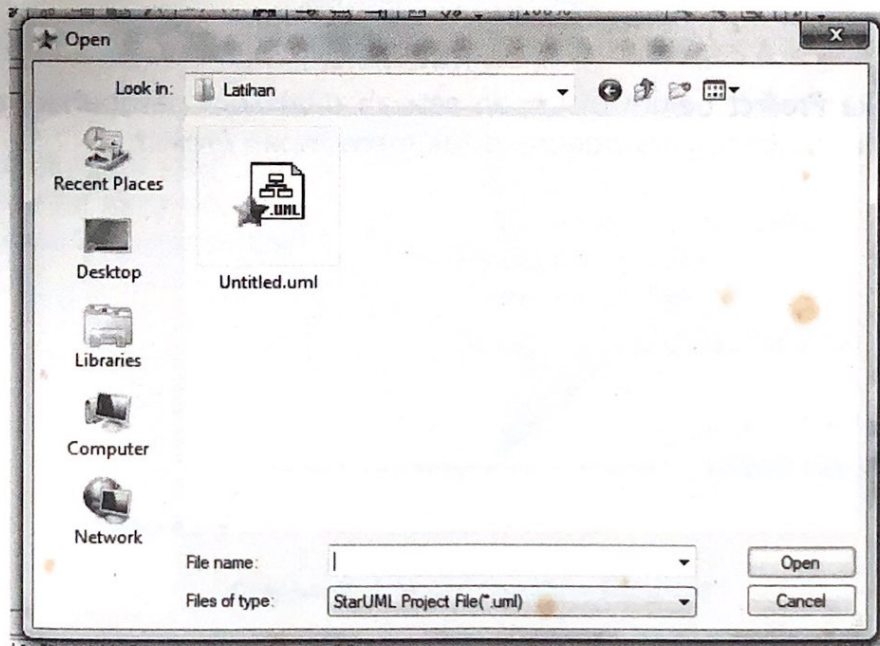 Open
Look in: Latihan
Recent Places
Desktop
Libraries
Computer
Network
.UML
Untitled.uml
File name:
Files of type: StarUML Project File(*.uml)
Open
Cancel